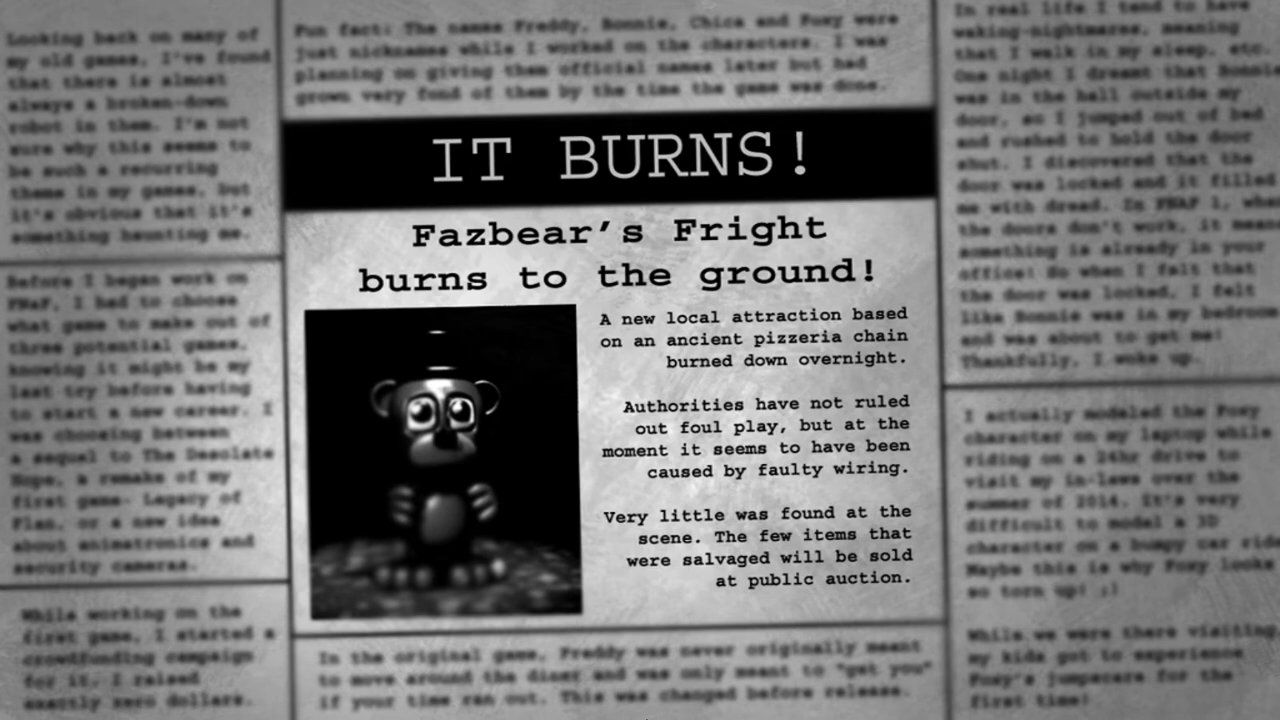 Looking back on many of
my old games, I've found
that there is almost
always a broken-down
robot in them. I'm not
sure why this seems to
be such a recurring
theme in my games, but
it's obvious that it's
something haunting me.
Before I began work on
FNaF, I had to choose
what game to make out of
three potential games,
knowing it might be my
last try before having
to start a new career. I
was choosing between
a sequel to The Desolate
Hope, a remake of my
first game- Legacy of
Flan, or a new idea
about animatronics and
security cameras.
While working on the
first game, I started a
crowdfunding campaign
for it. I raised
exactly zero dollars.
Fun fact: The names Freddy, Bonnie, Chica and Foxy were
just nicknames while I worked on the characters. I was
planning on giving them official names later but had
grown very fond of them by the time the game was done.
IT BURNS!
Fazbear's Fright
burns to the ground!
A new local attraction based
on an ancient pizzeria chain
burned down overnight.
Authorities have not ruled
out foul play, but at the
moment it seems to have been
caused by faulty wiring.
Very little was found at the
scene. The few items that
were salvaged will be sold
at public auction.
In the original game, Freddy was never originally meant
to move around the diner and was only meant to "get you"
if your time ran out. This was changed before release.
In real life I tend to have
waking-nightmares, meaning
that I walk in my sleep, etc.
One night I dreamt that Bonnie
was in the hall outside my
door, so I jumped out of bed
and rushed to hold the door
shut. I discovered that the
door was locked and it filled
me with dread. In FNAF 1, when
the doors don't work, it means
something is already in your
office! So when I felt that
the door was locked, I felt
like Bonnie was in my bedroom
and was about to get me!
Thankfully, I woke up.
I actually modeled the Foxy
character on my laptop while
riding on a 24hr drive to
visit my in-laws over the
summer of 2014. It's very
difficult to model a 3D
character on a bumpy car ride
Maybe this is why Foxy looks
so torn up! ;)
While we were there visiting,
my kids got to experience
Foxy's jumpscare for the
first time!